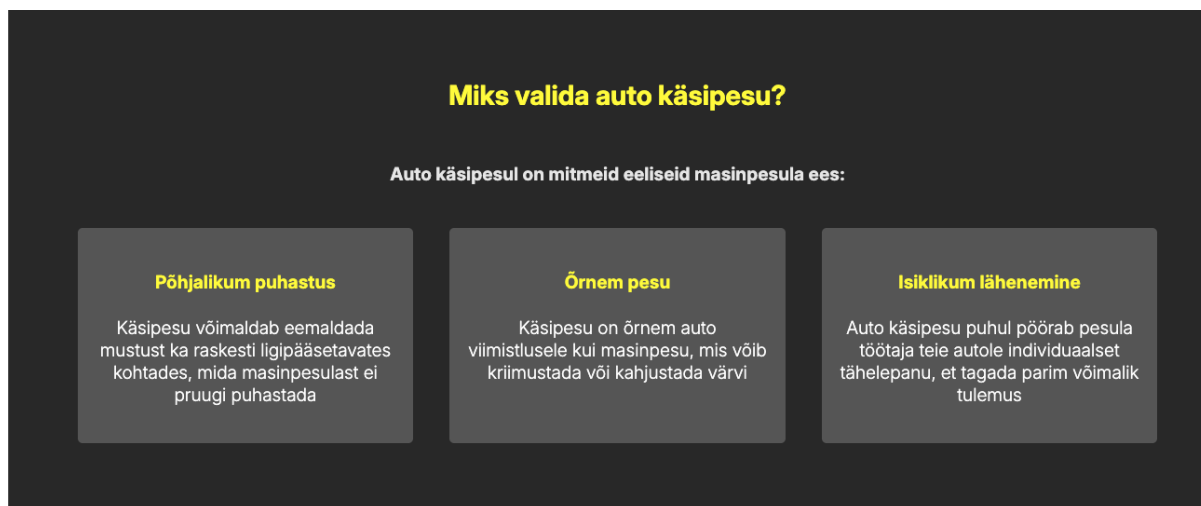 Miks valida auto käsipesu?
Auto käsipesul on mitmeid eeliseid masinpesula ees:
Põhjalikum puhastus
Käsipesu võimaldab eemaldada
mustust ka raskesti ligipääsetavates
kohtades, mida masinpesulast ei
pruugi puhastada
Õrnem pesu
Käsipesu on õrnem auto
viimistlusele kui masinpesu, mis võib
kriimustada või kahjustada värvi
Isiklikum lähenemine
Auto käsipesu puhul pöörab pesula
töötaja teie autole individuaalset
tähelepanu, et tagada parim võimalik
tulemus